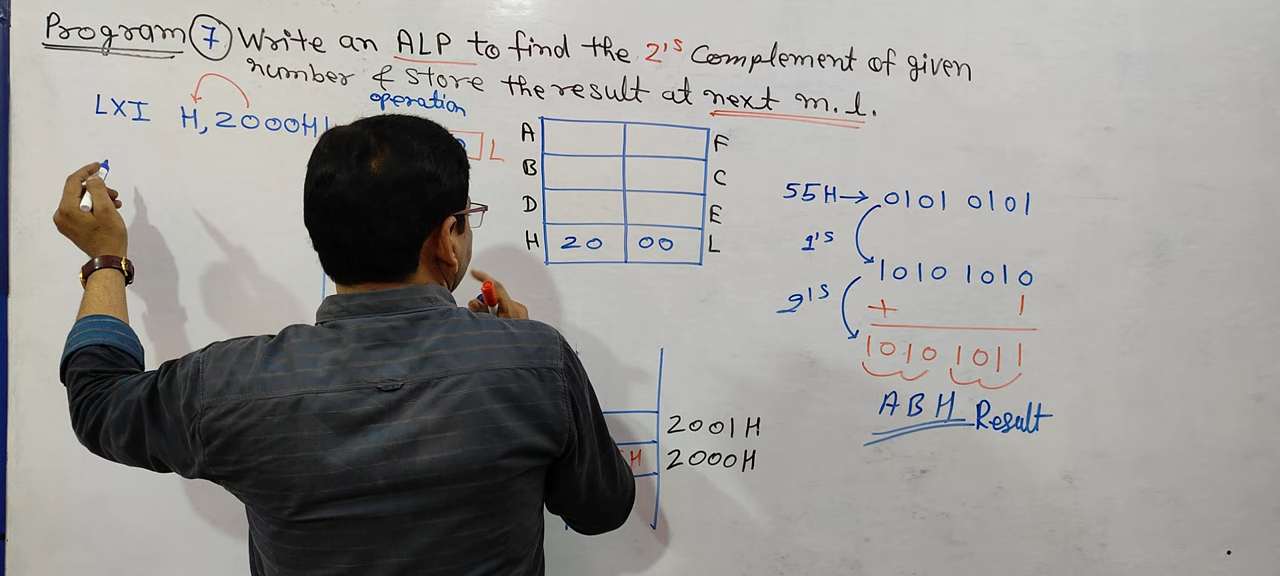 Program 7 Write an ALP to find the 2's Complement of given
number & store the result at next m.l.
LXI H, 2000H
operation
L
A F
B C
D E
H 20 00 L
55H → 0101 0101
1's
1010 1010
2's
+ 1
1010 1011
ABH Result
2001H
H 2000H